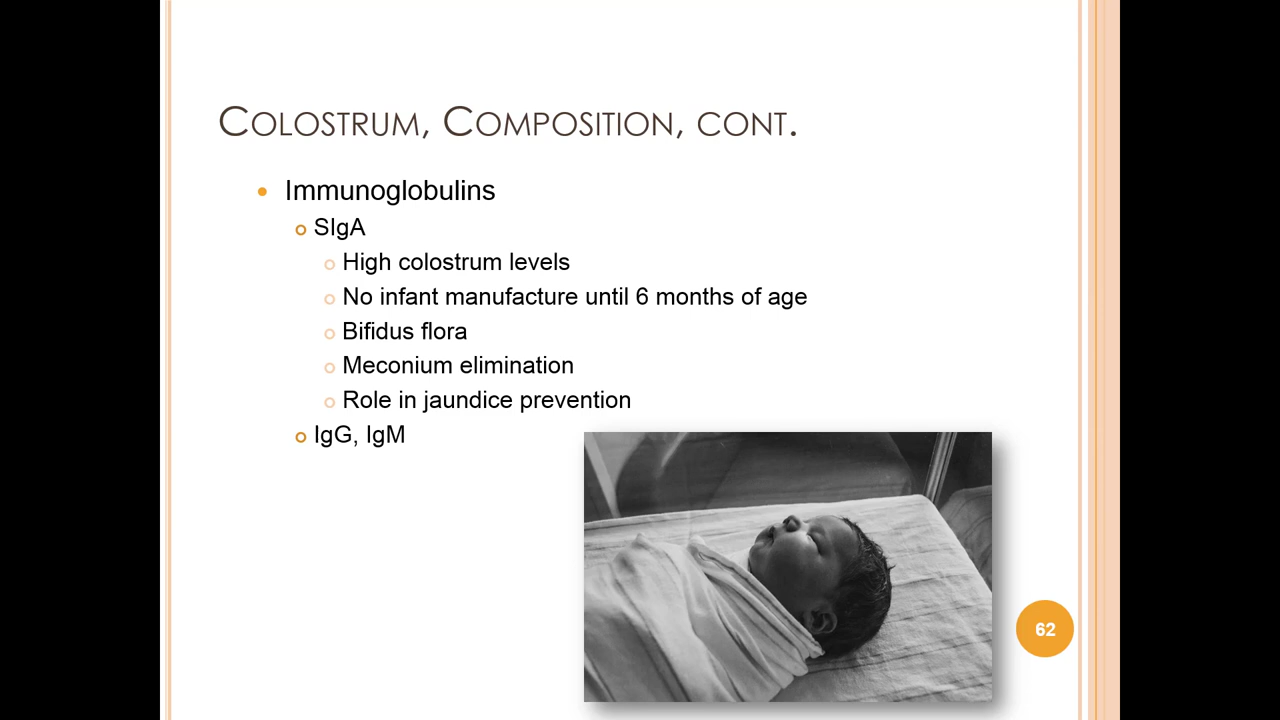 Colostrum, Composition, cont.
Immunoglobulins
SIgA
High colostrum levels
No infant manufacture until 6 months of age
Bifidus flora
Meconium elimination
Role in jaundice prevention
IgG, IgM
62